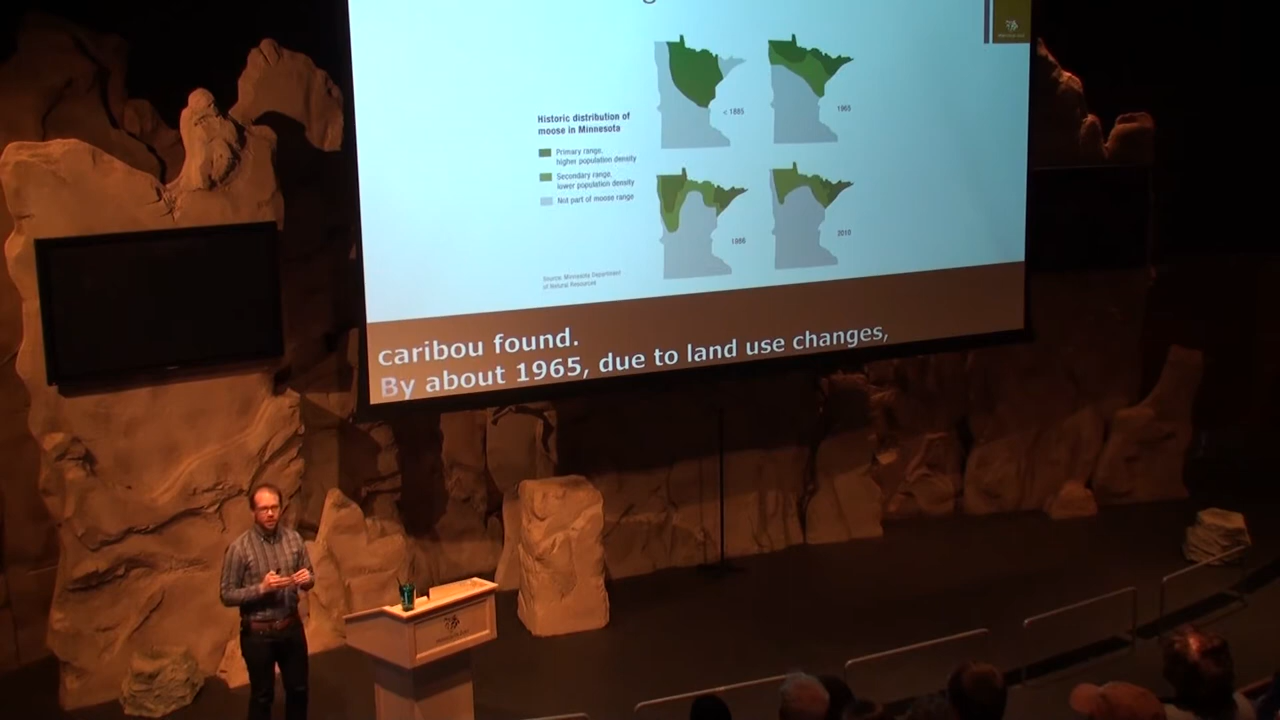 < 1885
1965
Historic distribution of
moose in Minnesota
Primary range,
higher population density
Secondary range,
lower population density
Not part of moose range
1986
2010
Source: Minnesota Department
of Natural Resources
caribou found.
By about 1965, due to land use changes,